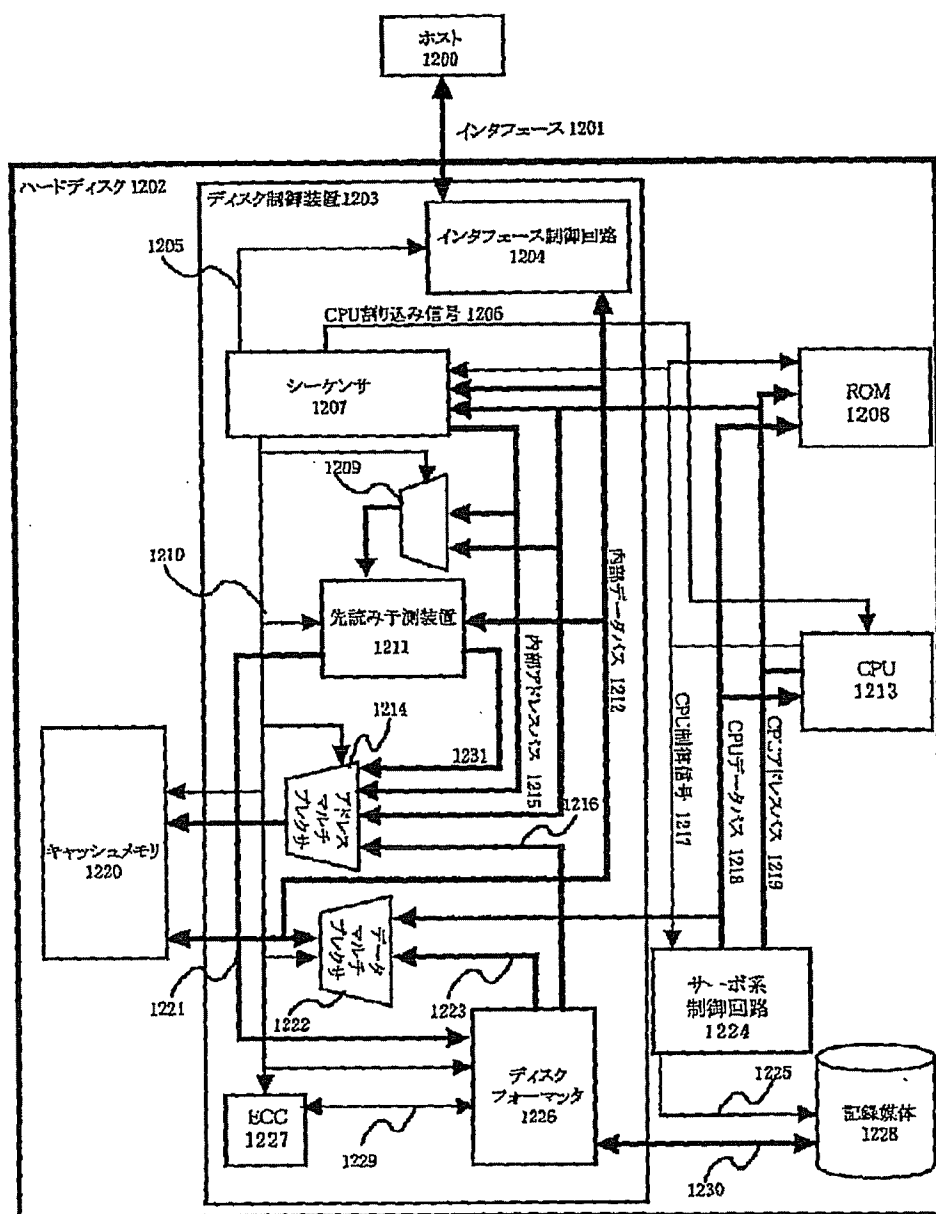 ホスト
1200
インタフェース 1201
ハードディスク 1202
ディスク制御装置 1203
インタフェース制御回路
1204
1205
CPU割り込み信号 1206
シーケンサ
1207
ROM
1208
1209
1210
先読み予測装置
1211
内部アドレスバス 1215
内部データバス 1212
CPU
1213
1214
1231
アドレス
マルチ
プレクサ
1216
CPU制御信号 1217
CPUデータバス 1218
CPUアドレスバス 1219
キャッシュメモリ
1220
データ
マルチ
プレクサ
1221
1222
1223
サーボ系
制御回路
1224
1225
ディスク
フォーマッタ
1226
ECC
1227
記録媒体
1228
1229
1230